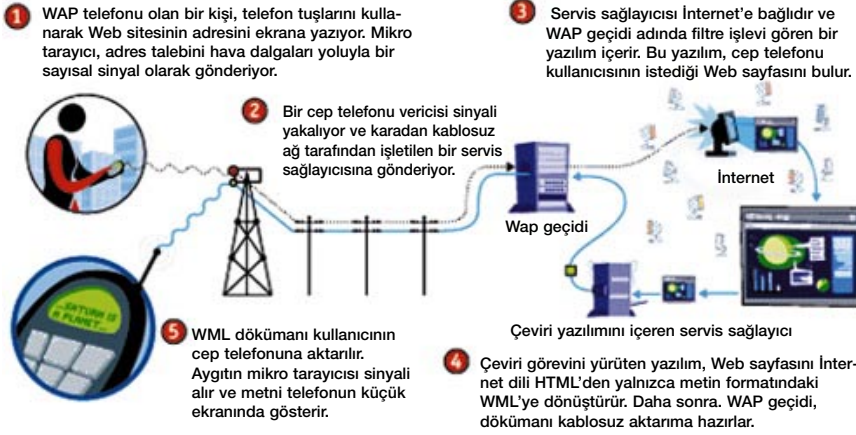 1 WAP telefonu olan bir kişi, telefon tuşlarını kulla-
narak Web sitesinin adresini ekrana yazıyor. Mikro
tarayıcı, adres talebini hava dalgaları yoluyla bir
sayısal sinyal olarak gönderiyor.
2 Bir cep telefonu vericisi sinyali
yakalıyor ve karadan kablosuz
ağ tarafından işletilen bir servis
sağlayıcısına gönderiyor.
3 Servis sağlayıcısı İnternet'e bağlıdır ve
WAP geçidi adında filtre işlevi gören bir
yazılım içerir. Bu yazılım, cep telefonu
kullanıcısının istediği Web sayfasını bulur.
İnternet
Wap geçidi
Çeviri yazılımını içeren servis sağlayıcı
4 Çeviri görevini yürüten yazılım, Web sayfasını İnter-
net dili HTML'den yalnızca metin formatındaki
WML'ye dönüştürür. Daha sonra. WAP geçidi,
dökümanı kablosuz aktarıma hazırlar.
5 WML dökümanı kullanıcının
cep telefonuna aktarılır.
Aygıtın mikro tarayıcısı sinyali
alır ve metni telefonun küçük
ekranında gösterir.
...SATURN IS
A PLANET...